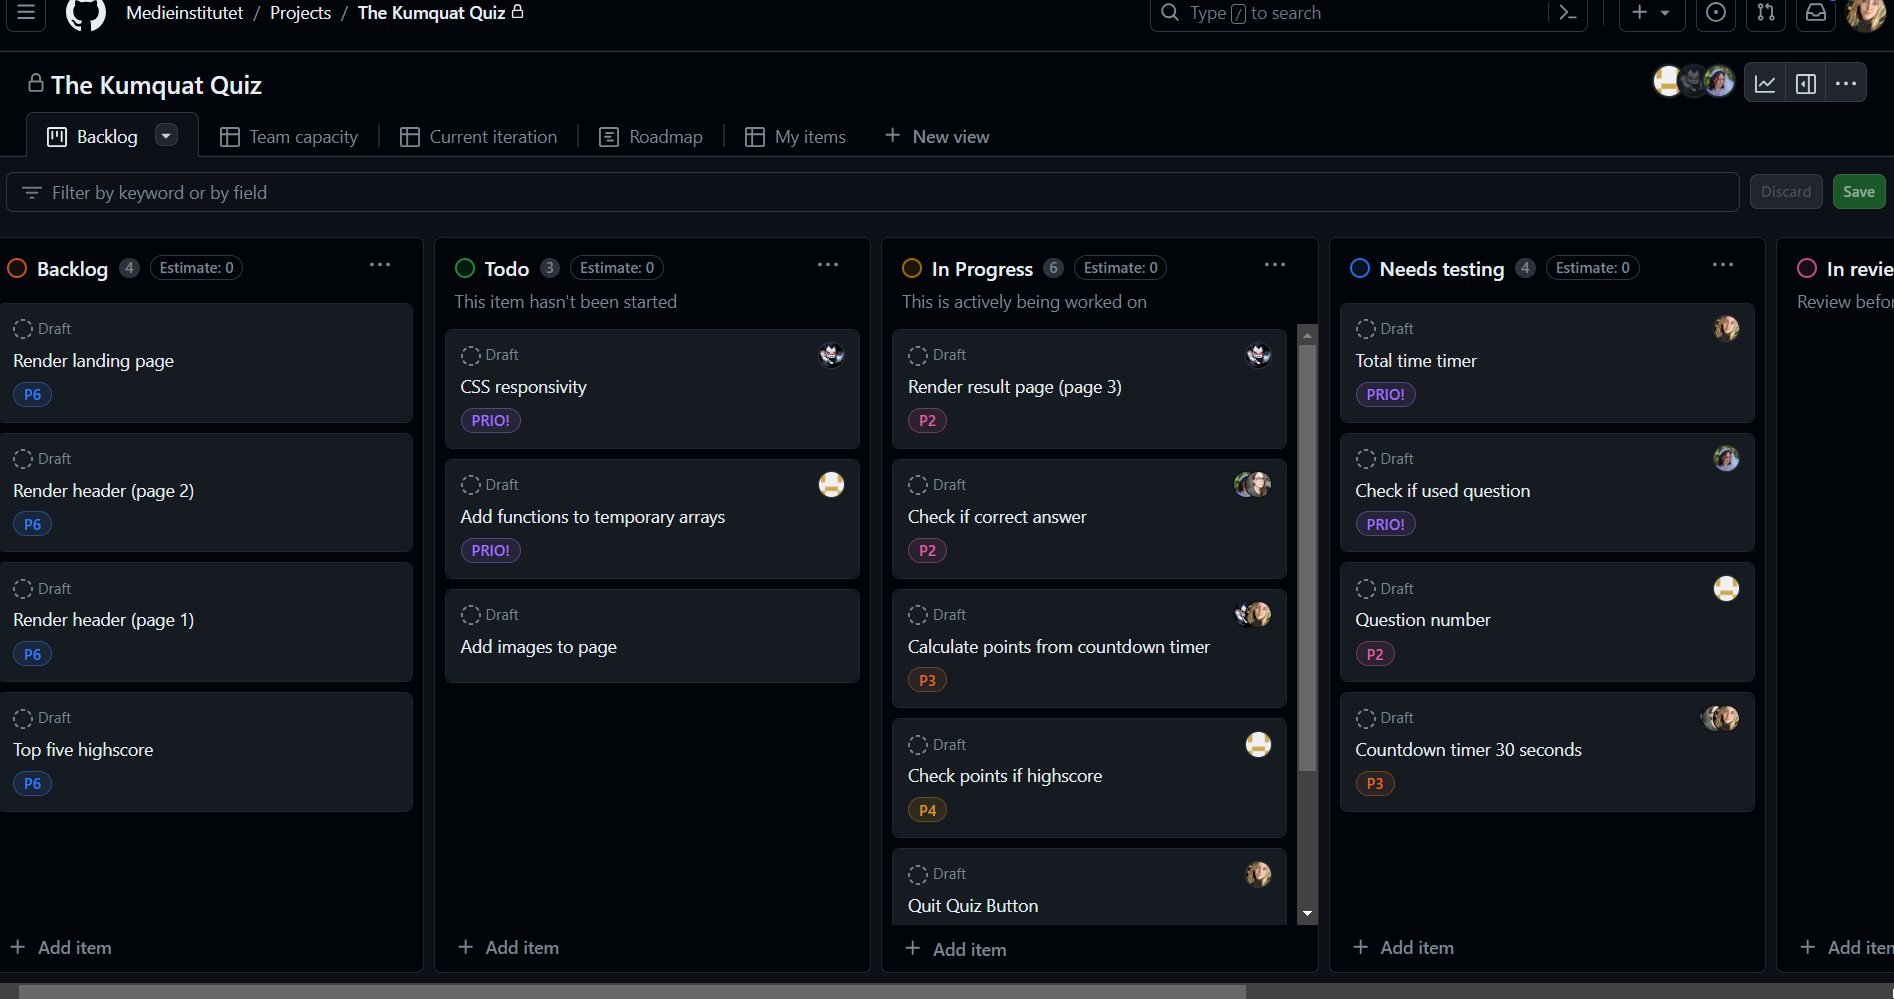 Medieinstitutet / Projects / The Kumquat Quiz
Type / to search
The Kumquat Quiz
Backlog
Team capacity
Current iteration
Roadmap
My items
New view
Filter by keyword or by field
Discard
Save
Backlog 4 Estimate: 0
Draft
Render landing page
P6
Draft
Render header (page 2)
P6
Draft
Render header (page 1)
P6
Draft
Top five highscore
P6
Add item
Todo 3 Estimate: 0
This item hasn't been started
Draft
CSS responsivity
PRIO!
Draft
Add functions to temporary arrays
PRIO!
Draft
Add images to page
Add item
In Progress 6 Estimate: 0
This is actively being worked on
Draft
Render result page (page 3)
P2
Draft
Check if correct answer
P2
Draft
Calculate points from countdown timer
P3
Draft
Check points if highscore
P4
Draft
Quit Quiz Button
Add item
Needs testing 4 Estimate: 0
Draft
Total time timer
PRIO!
Draft
Check if used question
PRIO!
Draft
Question number
P2
Draft
Countdown timer 30 seconds
P3
Add item
In revie
Review befor
Add iten